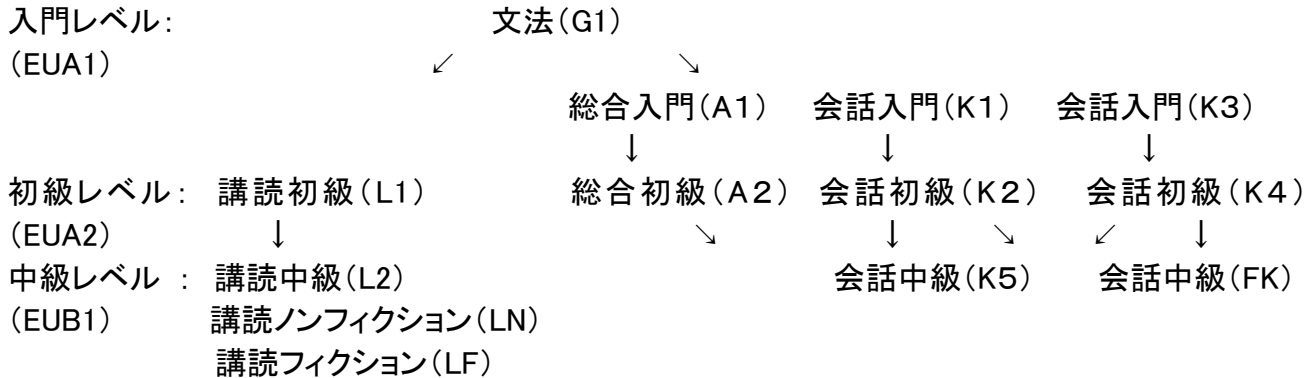 入門レベル： 文法（G1）
（EUA1） ↙ ↘
総合入門（A1） 会話入門（K1） 会話入門（K3）
↓ ↓ ↓
初級レベル： 講読初級（L1） 総合初級（A２） 会話初級（K２） 会話初級（K４）
（EUA2） ↓ ↘ ↓ ↘ ↙ ↓
中級レベル ： 講読中級（L2） 会話中級（K5） 会話中級（FK）
（EUB1） 講読ノンフィクション（LN）
講読フィクション（LF）